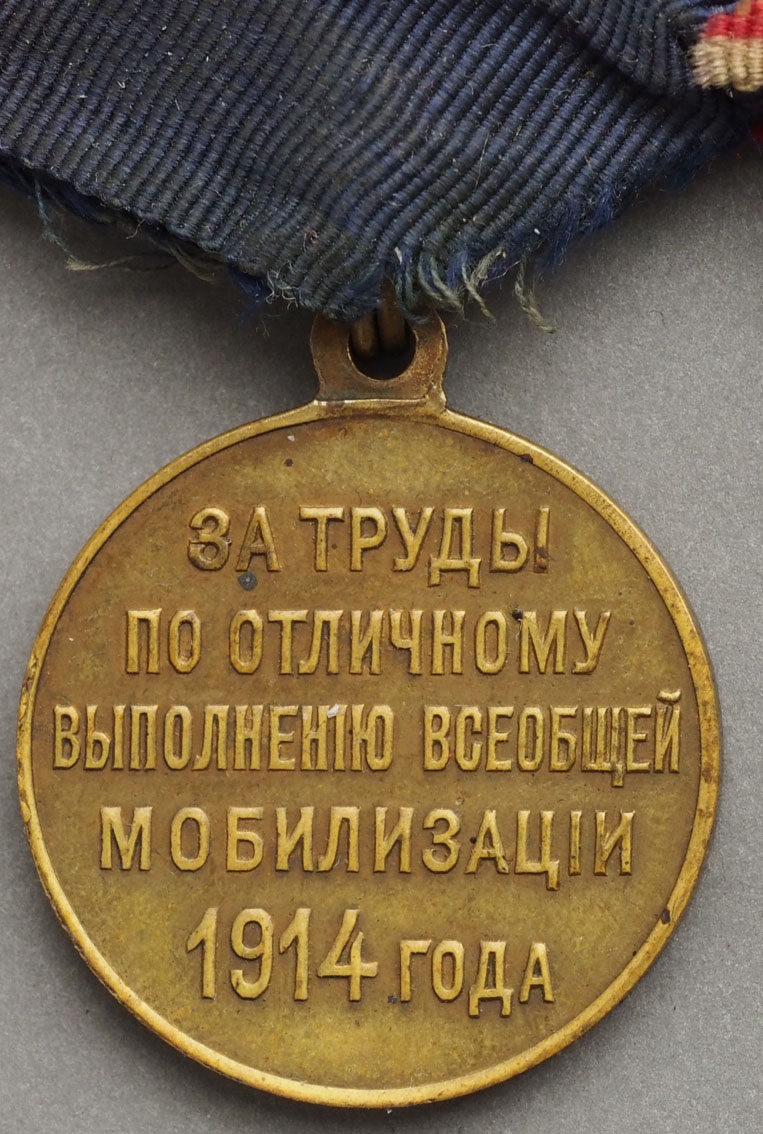 ЗА ТРУДЫ
ПО ОТЛИЧНОМУ
ВЫПОЛНЕНІЮ ВСЕОБЩЕЙ
МОБИЛИЗАЦІИ
1914 ГОДА